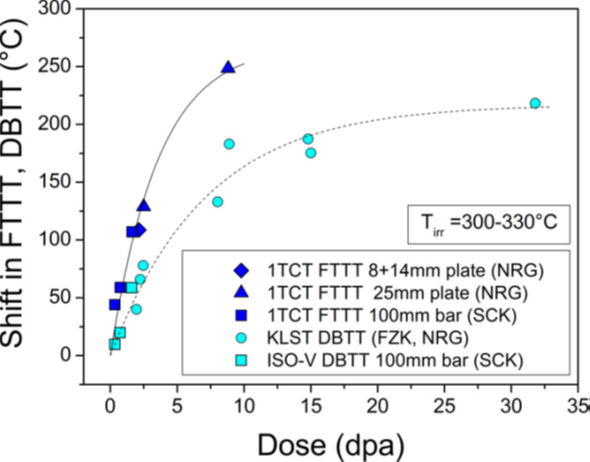 300
250
200
150
100
50
0
Shift in FTTT, DBTT (°C)
Tirr =300-330°C
1TCT FTTT 8+14mm plate (NRG)
1TCT FTTT 25mm plate (NRG)
1TCT FTTT 100mm bar (SCK)
KLST DBTT (FZK, NRG)
ISO-V DBTT 100mm bar (SCK)
0 5 10 15 20 25 30 35
Dose (dpa)